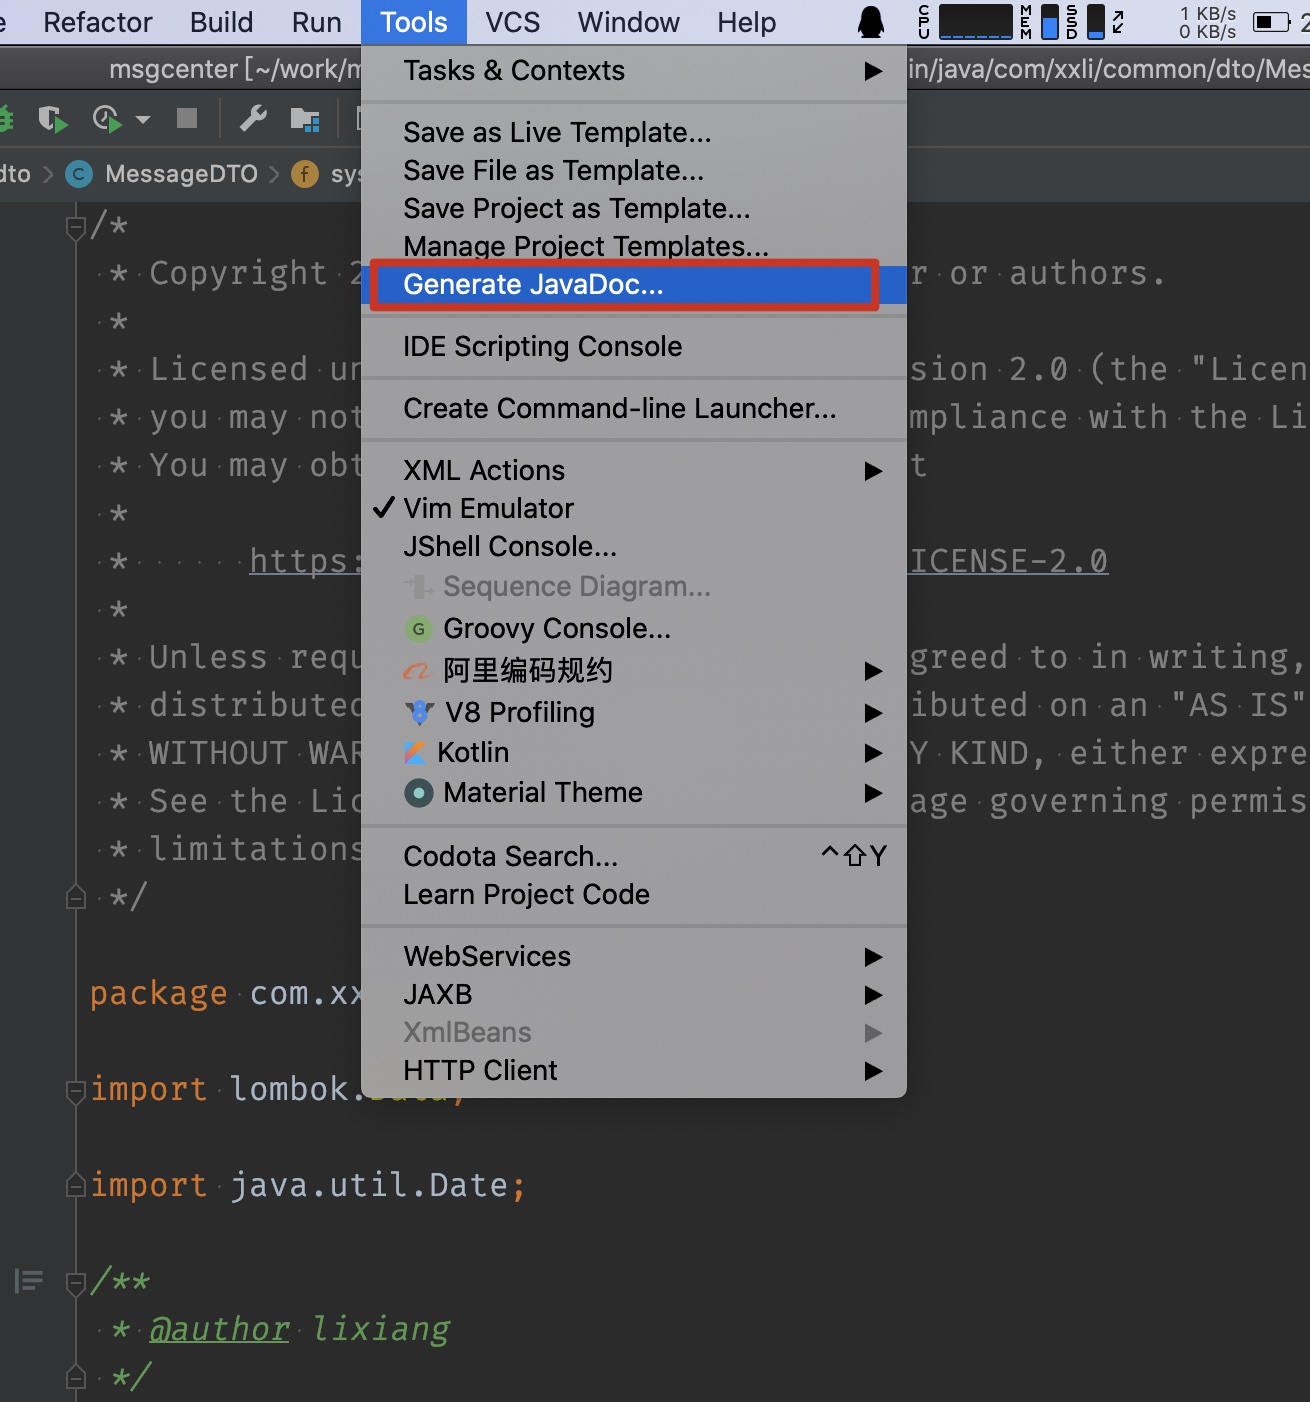 Refactor Build Run Tools VCS Window Help CPU MEM SSD 1 KB/s
0 KB/s
msgcenter [~/work/m in/java/com/xxli/common/dto/Mes
dto MessageDTO f sys
Tasks & Contexts
Save as Live Template...
Save File as Template...
Save Project as Template...
Manage Project Templates...
Generate JavaDoc...
IDE Scripting Console
Create Command-line Launcher...
XML Actions
Vim Emulator
JShell Console...
Sequence Diagram...
Groovy Console...
阿里编码规约
V8 Profiling
Kotlin
Material Theme
Codota Search... ^⇧Y
Learn Project Code
WebServices
JAXB
XmlBeans
HTTP Client
/*
* Copyright 2 r or authors.
*
* Licensed un sion 2.0 (the "Licen
* you may not mpliance with the Li
* You may obt t
*
* https: ICENSE-2.0
*
* Unless requ greed to in writing,
* distributed ibuted on an "AS IS"
* WITHOUT WAR Y KIND, either expre
* See the Lic age governing permis
* limitations
*/
package com.xx
import lombok.Data;
import java.util.Date;
/**
* @author lixiang
*/